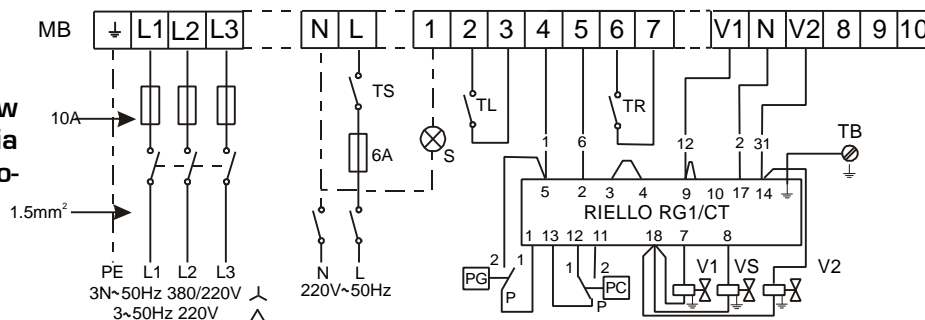 MB L1 L2 L3 N L 1 2 3 4 5 6 7 V1 N V2 8 9 10
w
ia
o-
10A
TS
6A
S
TL
TR
1 6 12 2 31
TB
1.5mm²
5 2 3 4 9 10 17 14
RIELLO RG1/CT
1 13 12 11 18 7 8
PE L1 L2 L3
3N~50Hz 380/220V
3~50Hz 220V
N L
220V~50Hz
2 1
PG
P
1 2
PC
P
V1 VS V2